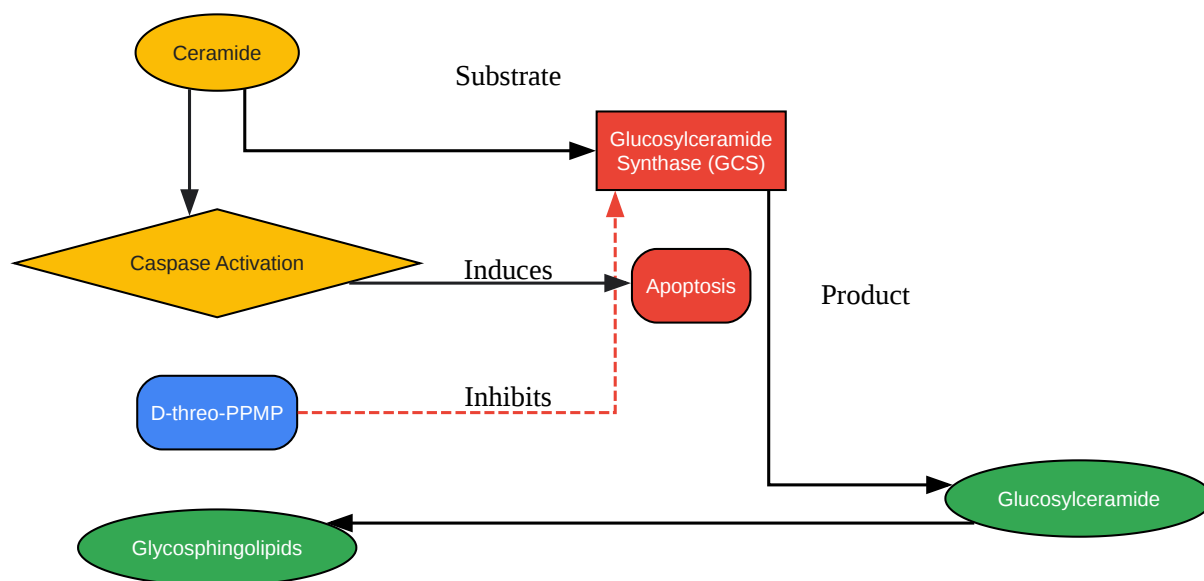 Ceramide
Substrate
Glucosylceramide
Synthase (GCS)
Caspase Activation
Induces
Apoptosis
Product
D-threo-PPMP
Inhibits
Glucosylceramide
Glycosphingolipids